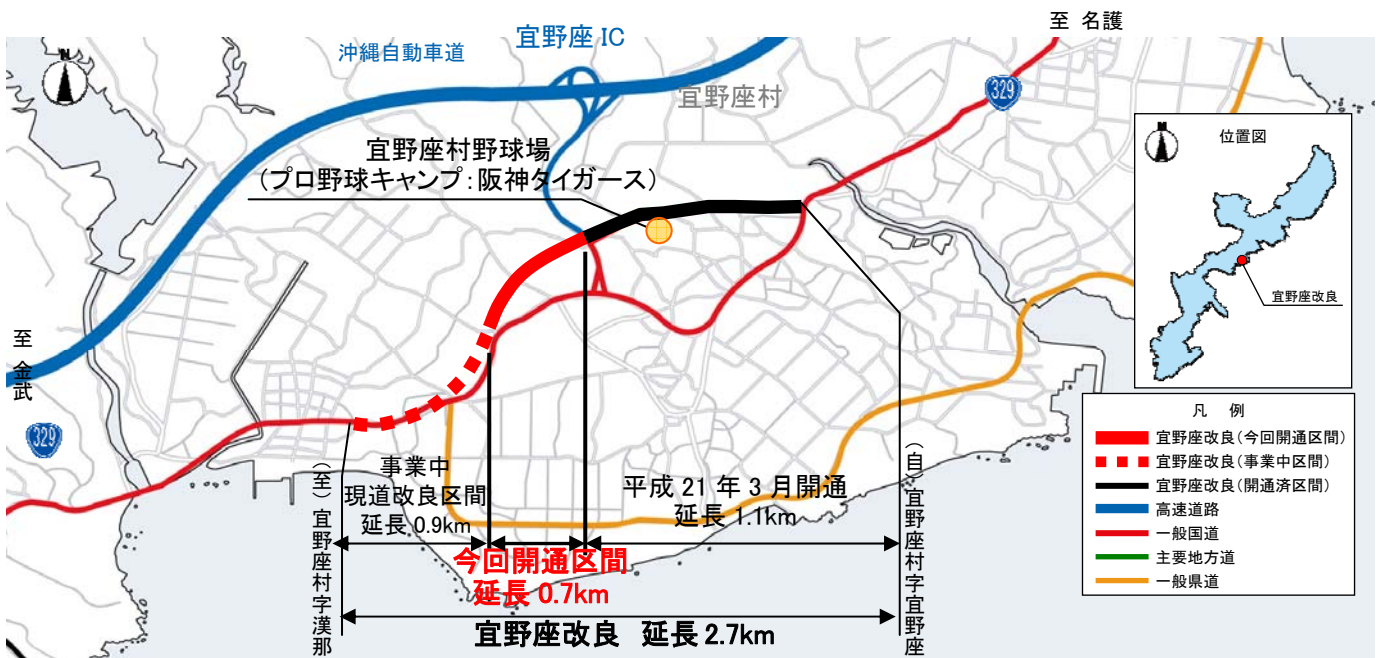 至 名護
宜野座 IC
沖縄自動車道
N
329
宜野座村
宜野座村野球場
(プロ野球キャンプ:阪神タイガース)
N
位置図
宜野座改良
至 金武
329
凡 例
宜野座改良(今回開通区間)
宜野座改良(事業中区間)
宜野座改良(開通済区間)
高速道路
一般国道
主要地方道
一般県道
事業中
現道改良区間
延長 0.9km
平成 21 年 3 月開通
延長 1.1km
今回開通区間
延長 0.7km
宜野座改良 延長 2.7km
(至)宜野座村字漢那
(自)宜野座村字宜野座